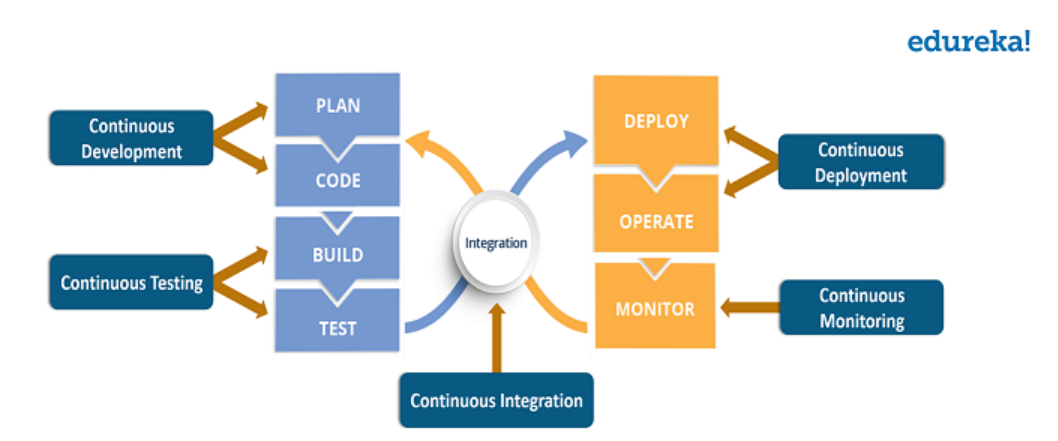 edureka!
PLAN
CODE
BUILD
TEST
Continuous
Development
Continuous Testing
Integration
Continuous Integration
DEPLOY
OPERATE
MONITOR
Continuous
Deployment
Continuous
Monitoring